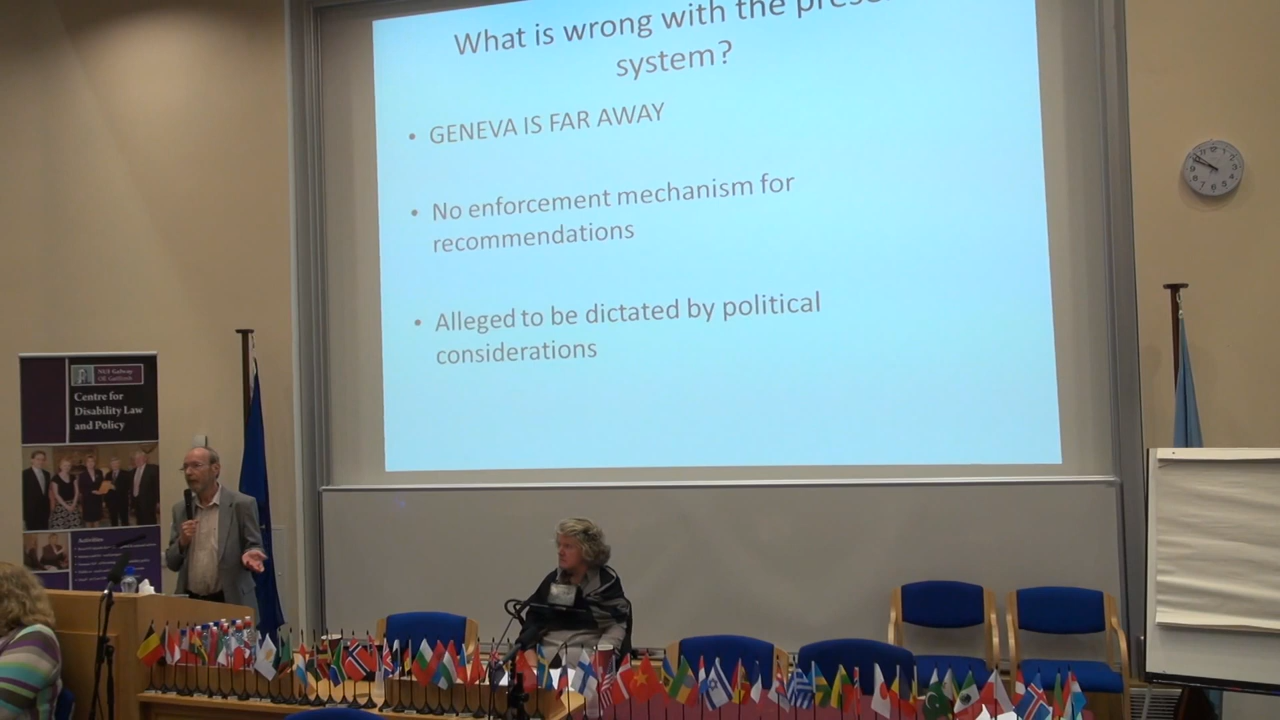 What is wrong with the prese
system?
• GENEVA IS FAR AWAY
• No enforcement mechanism for
recommendations
• Alleged to be dictated by political
considerations
NUI Galway
OÉ Gaillimh
Centre for
Disability Law
and Policy
Activities